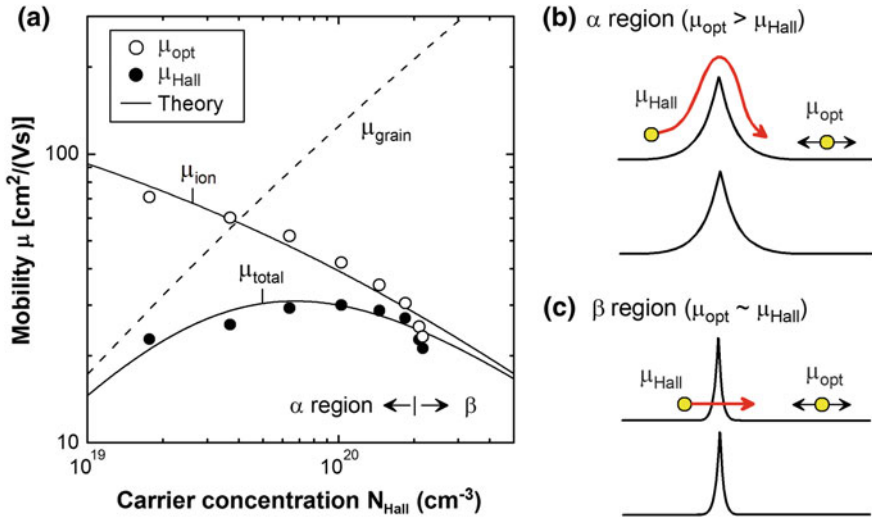 (a)
μopt
μHall
Theory
μgrain
μion
μtotal
α region
β
100
10
10¹⁹
10²⁰
Mobility μ [cm²/(Vs)]
Carrier concentration NHall (cm⁻³)
(b) α region (μopt > μHall)
μHall
μopt
(c) β region (μopt ~ μHall)
μHall
μopt